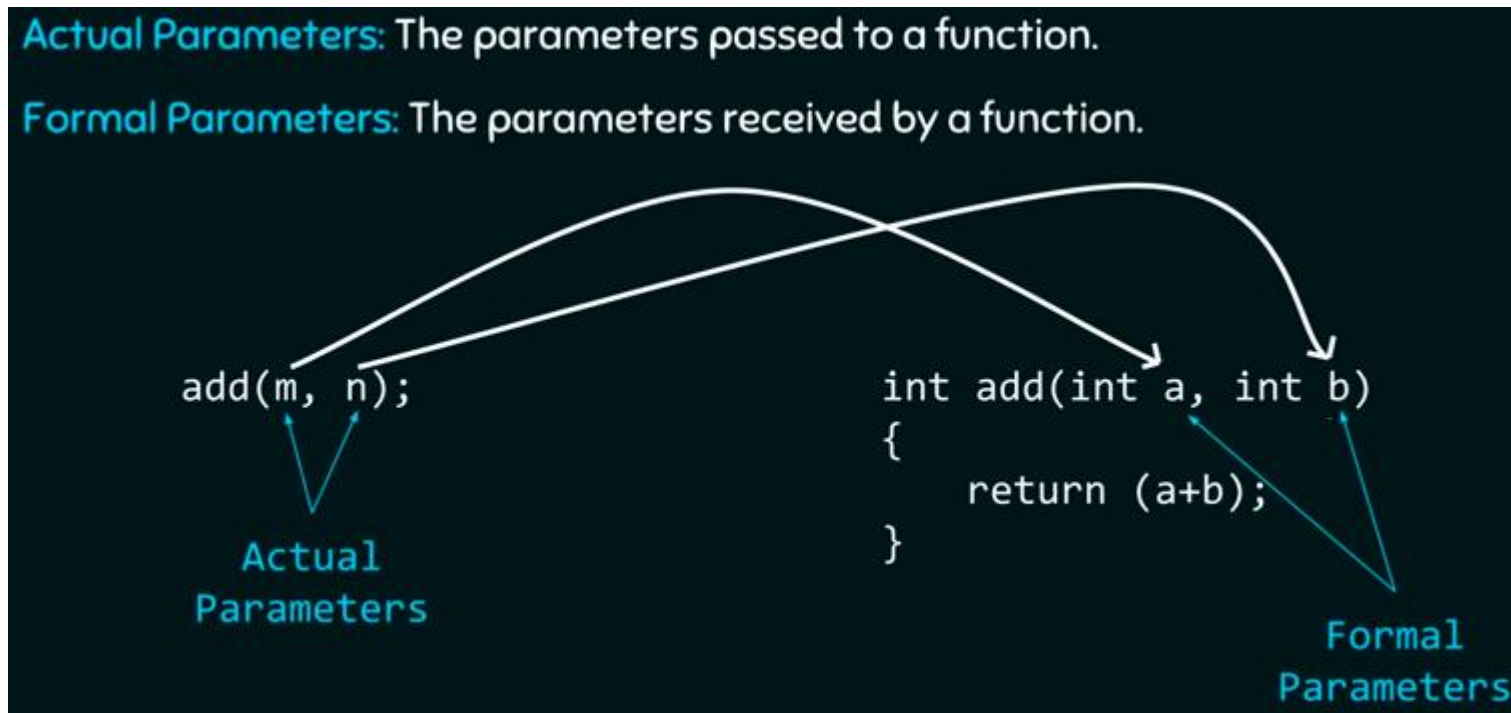 Actual Parameters: The parameters passed to a function.
Formal Parameters: The parameters received by a function.
add(m, n);
Actual
Parameters
int add(int a, int b)
{
return (a+b);
}
Formal
Parameters